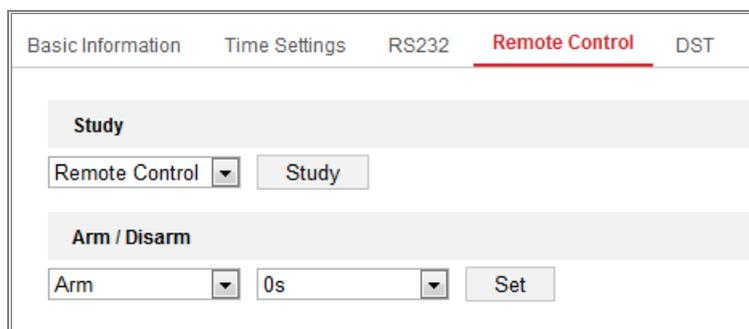 Basic Information Time Settings RS232 Remote Control DST
Study
Remote Control Study
Arm / Disarm
Arm 0s Set